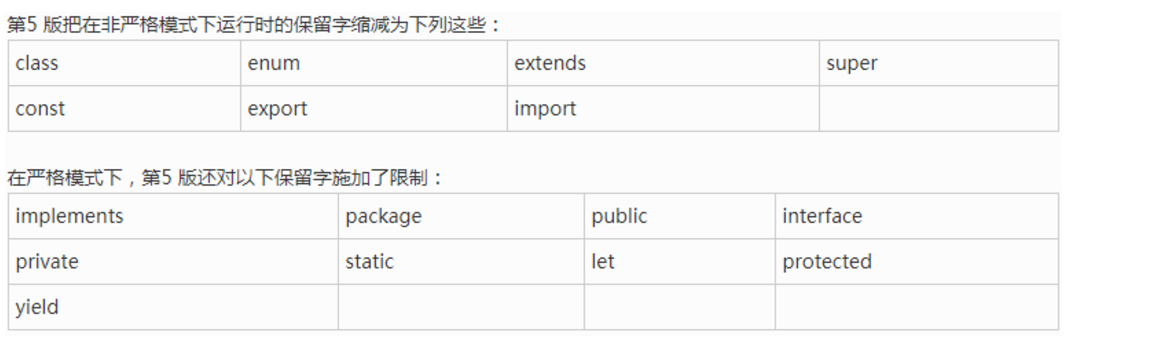 第5 版把在非严格模式下运行时的保留字缩减为下列这些：
class enum extends super
const export import
在严格模式下，第5 版还对以下保留字施加了限制：
implements package public interface
private static let protected
yield